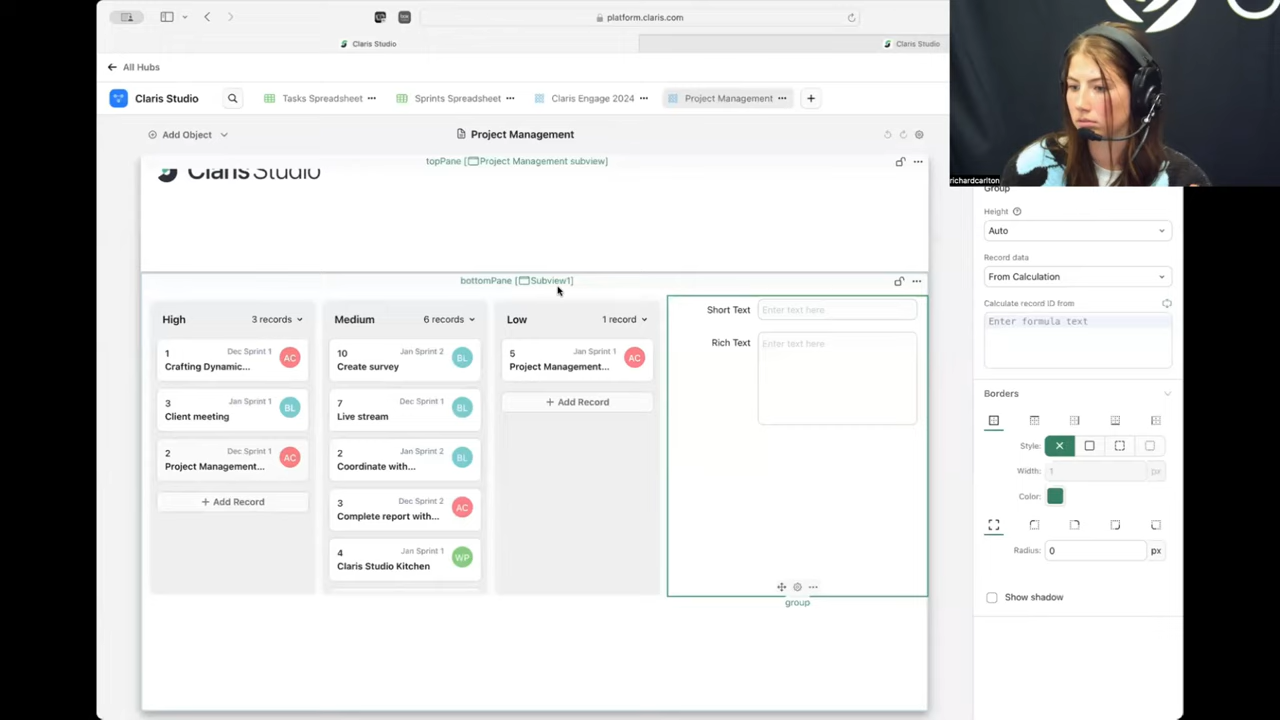 platform.claris.com
Claris Studio
Claris Studio
All Hubs
Claris Studio
Tasks Spreadsheet
Sprints Spreadsheet
Claris Engage 2024
Project Management
Add Object
Project Management
topPane [Project Management subview]
Claris Studio
bottomPane [Subview1]
High
3 records
1
Dec Sprint 1
Crafting Dynamic...
AC
3
Jan Sprint 1
Client meeting
BL
2
Dec Sprint 1
Project Management...
AC
+ Add Record
Medium
6 records
10
Jan Sprint 2
Create survey
BL
7
Dec Sprint 1
Live stream
BL
2
Jan Sprint 2
Coordinate with...
BL
3
Dec Sprint 2
Complete report with...
AC
4
Jan Sprint 1
Claris Studio Kitchen
WP
Low
1 record
5
Jan Sprint 1
Project Management...
AC
+ Add Record
Short Text
Enter text here
Rich Text
Enter text here
group
richardcarlton
Group
Height
Auto
Record data
From Calculation
Calculate record ID from
Enter formula text
Borders
Style:
Width:
1
px
Color:
Radius:
0
px
Show shadow